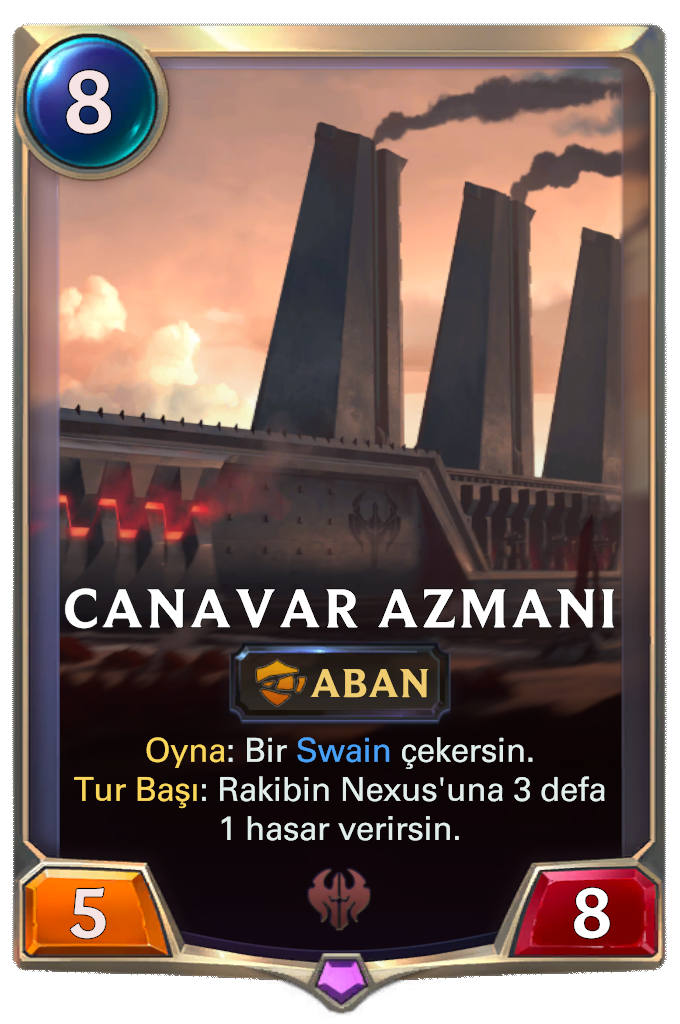 8
CANAVAR AZMANI
ABAN
Oyna: Bir Swain çekersin.
Tur Başı: Rakibin Nexus'una 3 defa
1 hasar verirsin.
5
8